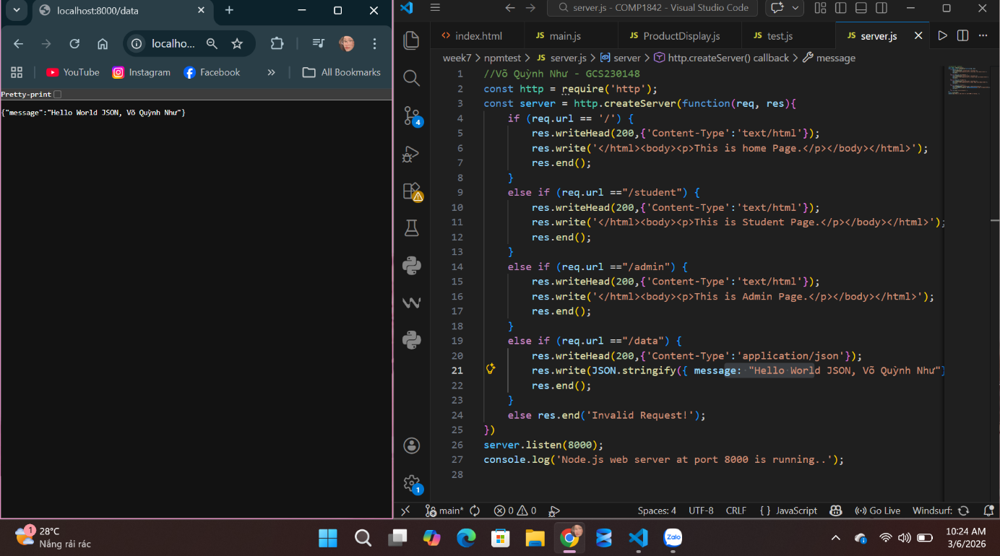 localhost:8000/data
localho...
YouTube
Instagram
Facebook
All Bookmarks
Pretty-print
{"message":"Hello World JSON, Võ Quỳnh Như"}
server.js - COMP1842 - Visual Studio Code
index.html
JS main.js
JS ProductDisplay.js
JS test.js
JS server.js
week7 > npmtest > JS server.js > server > http.createServer() callback > message
1 //Võ Quỳnh Như - GCS230148
2 const http = require('http');
3 const server = http.createServer(function(req, res){
4 if (req.url == '/') {
5 res.writeHead(200,{'Content-Type':'text/html'});
6 res.write('</html><body><p>This is home Page.</p></body></html>');
7 res.end();
8 }
9 else if (req.url =="/student") {
10 res.writeHead(200,{'Content-Type':'text/html'});
11 res.write('</html><body><p>This is Student Page.</p></body></html>');
12 res.end();
13 }
14 else if (req.url =="/admin") {
15 res.writeHead(200,{'Content-Type':'text/html'});
16 res.write('</html><body><p>This is Admin Page.</p></body></html>');
17 res.end();
18 }
19 else if (req.url =="/data") {
20 res.writeHead(200,{'Content-Type':'application/json'});
21 res.write(JSON.stringify({ message: "Hello World JSON, Võ Quỳnh Như"}
22 res.end();
23 }
24 else res.end('Invalid Request!');
25 })
26 server.listen(8000);
27 console.log('Node.js web server at port 8000 is running..');
28
4
1
main*
0
0
Spaces: 4
UTF-8
CRLF
{ } JavaScript
Go Live
Windsurf:
1
28°C
Nắng rải rác
Zalo
10:24 AM
3/6/2026